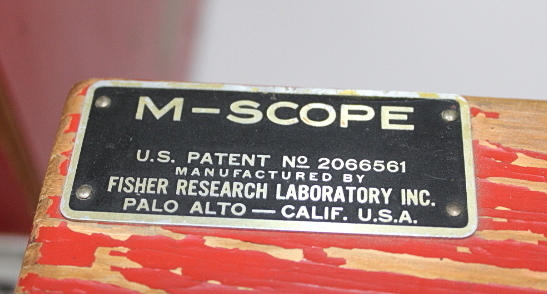 M-SCOPE
U.S. PATENT No 2066561
MANUFACTURED BY
FISHER RESEARCH LABORATORY INC.
PALO ALTO — CALIF. U.S.A.